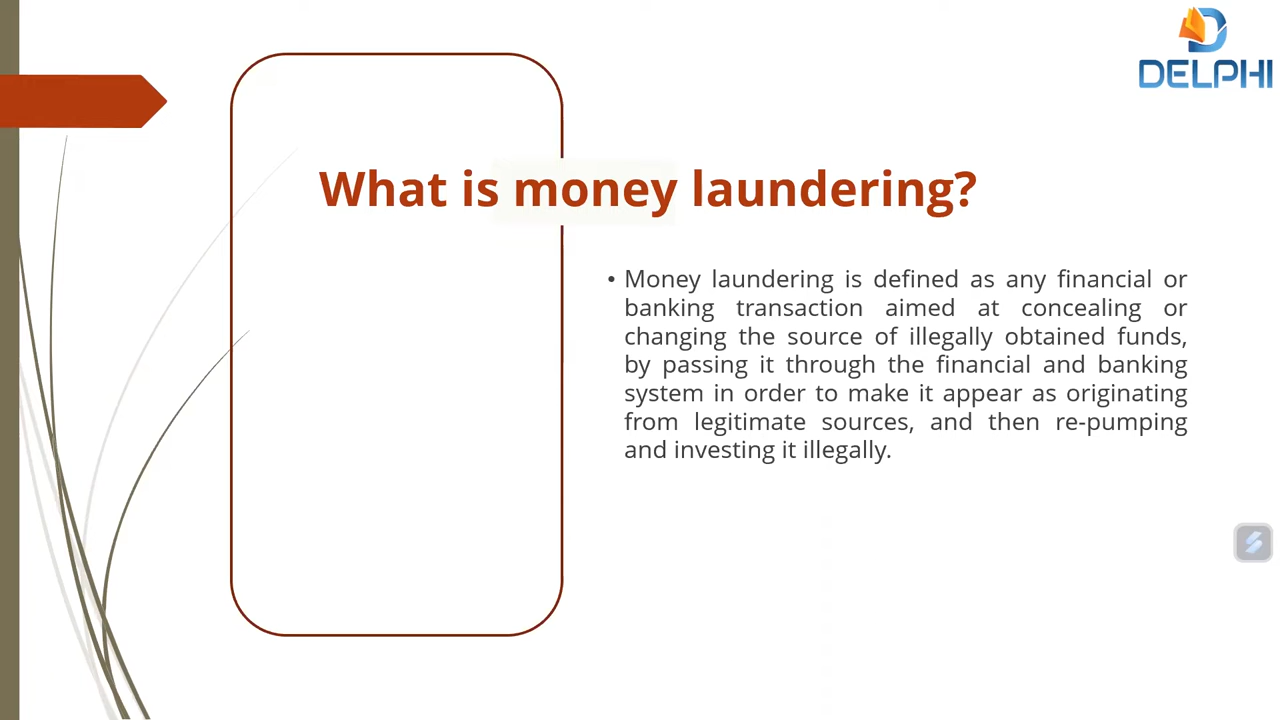 DELPHI
What is money laundering?
• Money laundering is defined as any financial or
banking transaction aimed at concealing or
changing the source of illegally obtained funds,
by passing it through the financial and banking
system in order to make it appear as originating
from legitimate sources, and then re-pumping
and investing it illegally.